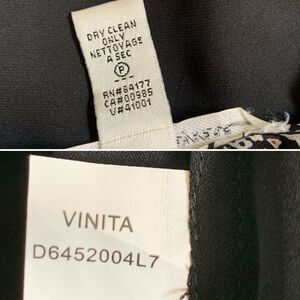 DRY CLEAN
ONLY
NETTOYAGE
A SEC
P
RN#84177
CA#00985
V#41001
VINITA
D6452004L7